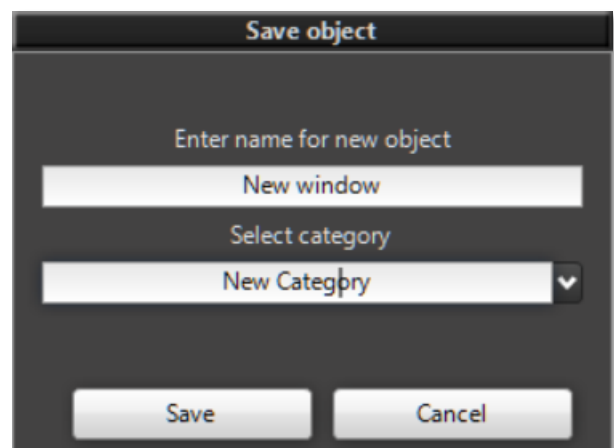 Save object
Enter name for new object
New window
Select category
New Category
Save Cancel